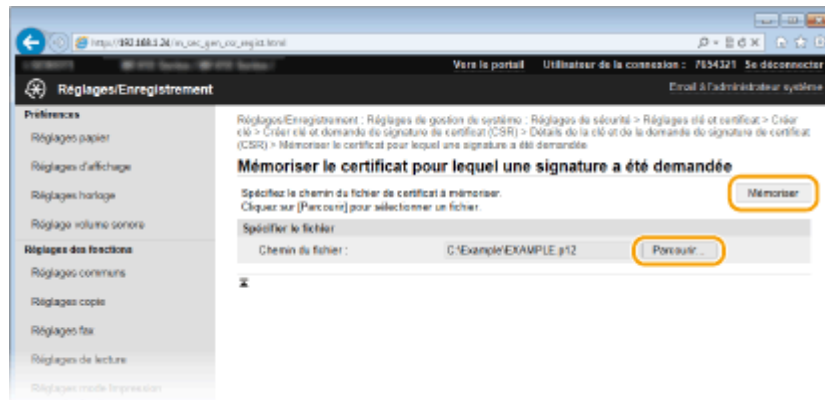 http://192.168.1.24/m_sec_gen_csr_regist.html
Vers le portail Utilisateur de la connexion : 7654321 Se déconnecter
Réglages/Enregistrement
Email à l'administrateur système
Préférences
Réglages papier
Réglages d'affichage
Réglages horloge
Réglage volume sonore
Réglages des fonctions
Réglages communs
Réglages copie
Réglages fax
Réglages de lecture
Réglages mode Impression
Réglages/Enregistrement : Réglages de gestion du système : Réglages de sécurité > Réglages clé et certificat > Créer
clé > Créer clé et demande de signature de certificat (CSR) > Détails de la clé et de la demande de signature de certificat
(CSR) > Mémoriser le certificat pour lequel une signature a été demandée
Mémoriser le certificat pour lequel une signature a été demandée
Spécifiez le chemin du fichier de certificat à mémoriser.
Cliquez sur [Parcourir] pour sélectionner un fichier.
Mémoriser
Spécifier le fichier
Chemin du fichier : C:\Example\EXAMPLE.p12 Parcourir...